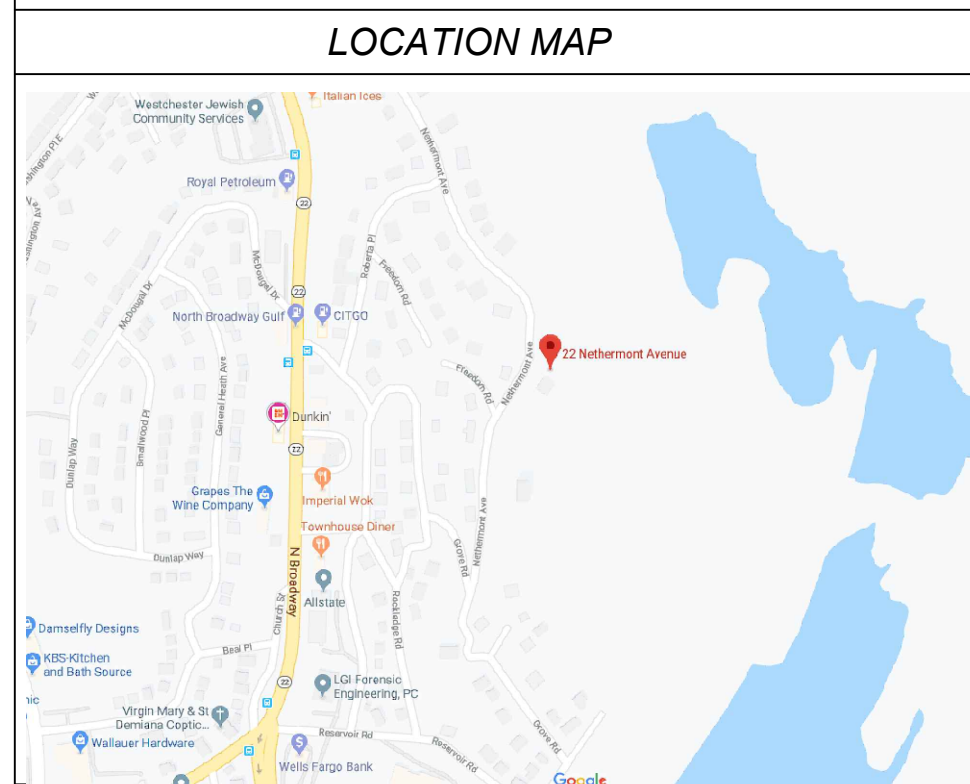 LOCATION MAP
Italian Ices
Westchester Jewish
Community Services
Nethermont Ave
Royal Petroleum
22
McDougal Dr
Roberta Pl
Freedom Rd
McDougal Dr
22
North Broadway Gulf
CITGO
22 Nethermont Avenue
Nethermont Ave
Freedom Rd
General Heath Ave
Dunkin'
Smallwood Pl
Dunlap Way
22
Grapes The
Wine Company
Imperial Wok
Townhouse Diner
Nethermont Ave
Grove Rd
Dunlap Way
N Broadway
Allstate
Church St
Rockledge Rd
Damselfly Designs
Beal Pl
KBS-Kitchen
and Bath Source
22
LGI Forensic
Engineering, PC
Virgin Mary & St
Demiana Coptic...
Wallauer Hardware
Reservoir Rd
Reservoir Rd
Grove Rd
Wells Fargo Bank
Google